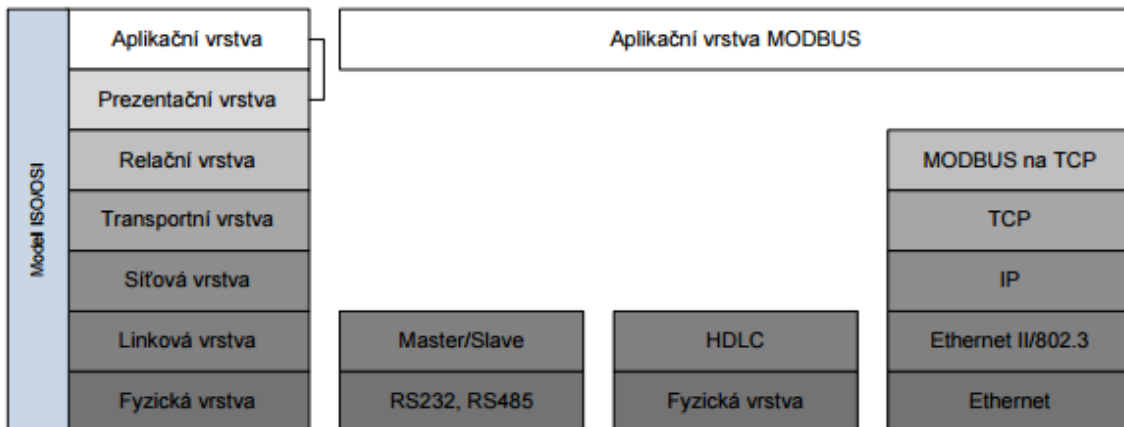 Model ISO/OSI
Aplikační vrstva
Aplikační vrstva MODBUS
Prezentační vrstva
Relační vrstva
MODBUS na TCP
Transportní vrstva
TCP
Síťová vrstva
IP
Linková vrstva
Master/Slave
HDLC
Ethernet II/802.3
Fyzická vrstva
RS232, RS485
Fyzická vrstva
Ethernet